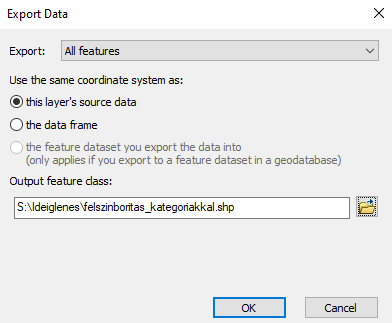 Export Data
Export: All features
Use the same coordinate system as:
this layer's source data
the data frame
the feature dataset you export the data into
(only applies if you export to a feature dataset in a geodatabase)
Output feature class:
S:\Ideiglenes\felszinboritas_kategoriakkal.shp
OK Cancel